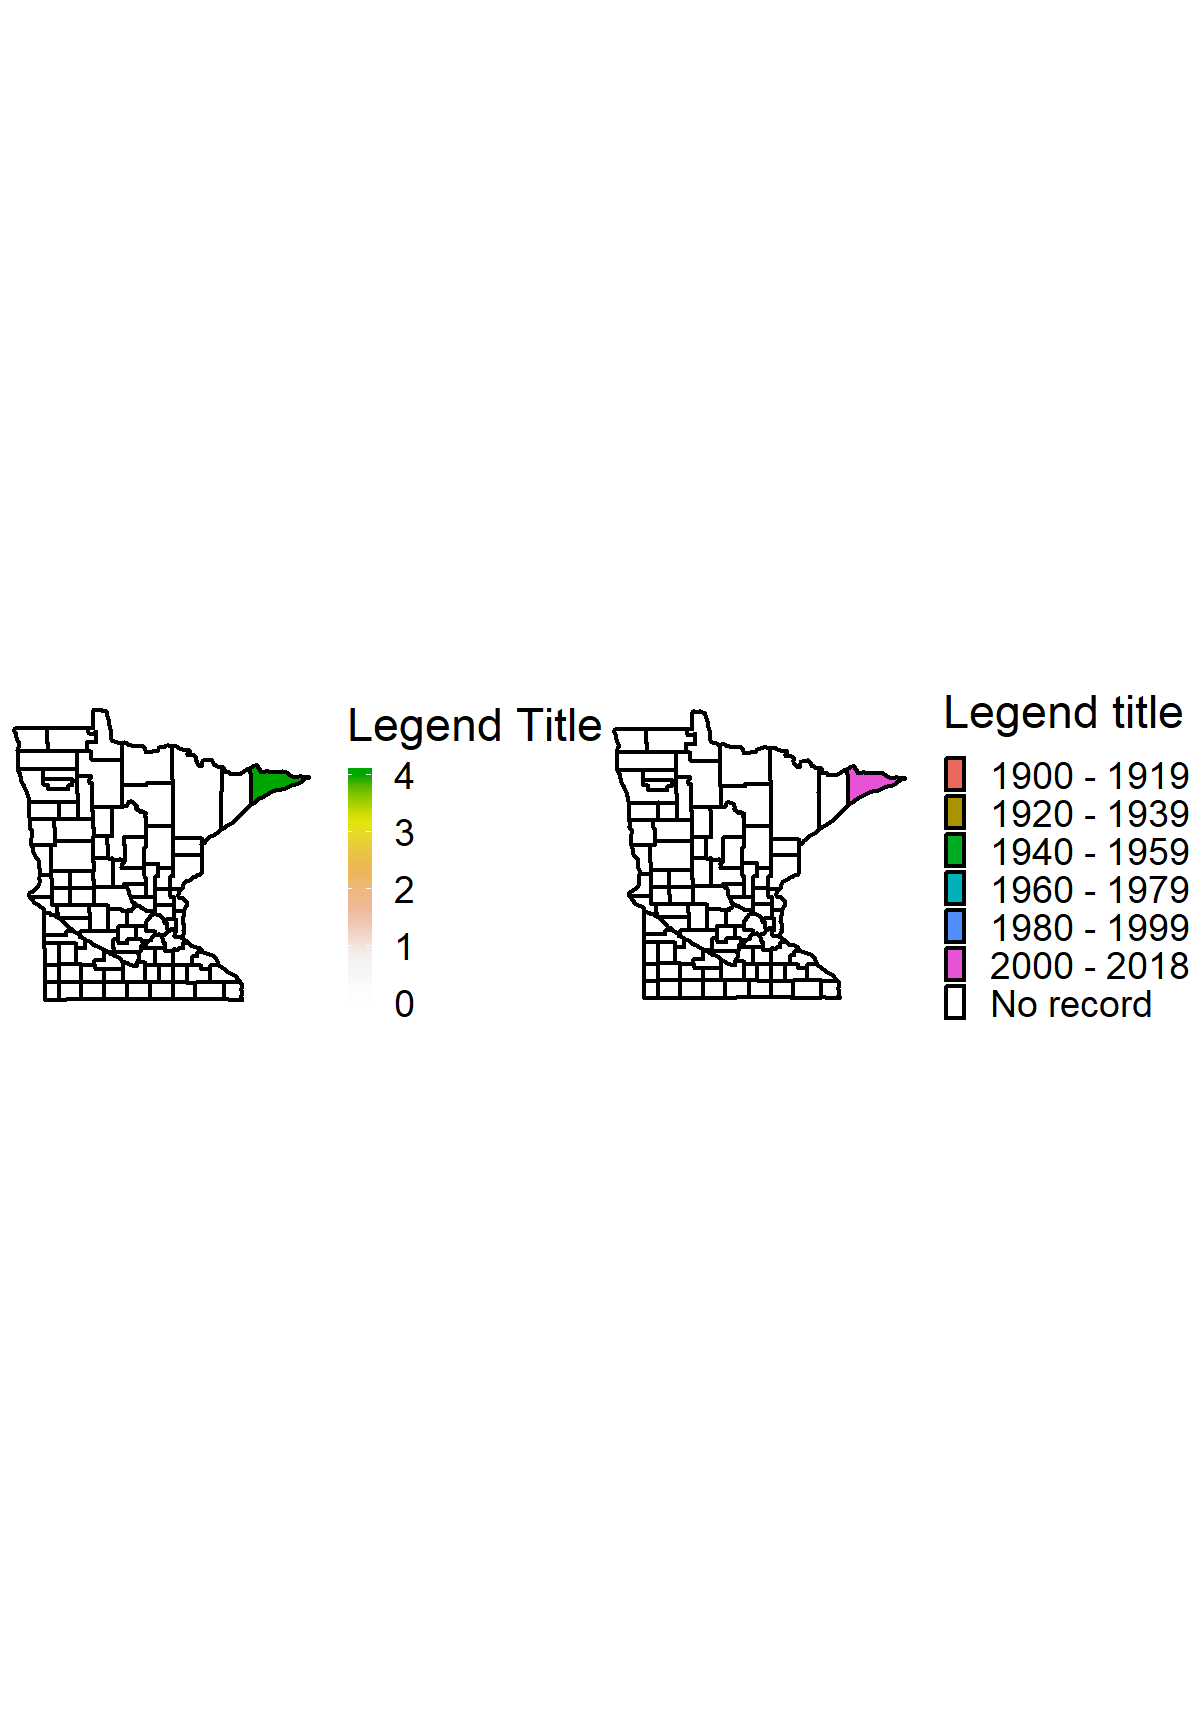 Legend Title
4
3
2
1
0
Legend title
1900 - 1919
1920 - 1939
1940 - 1959
1960 - 1979
1980 - 1999
2000 - 2018
No record